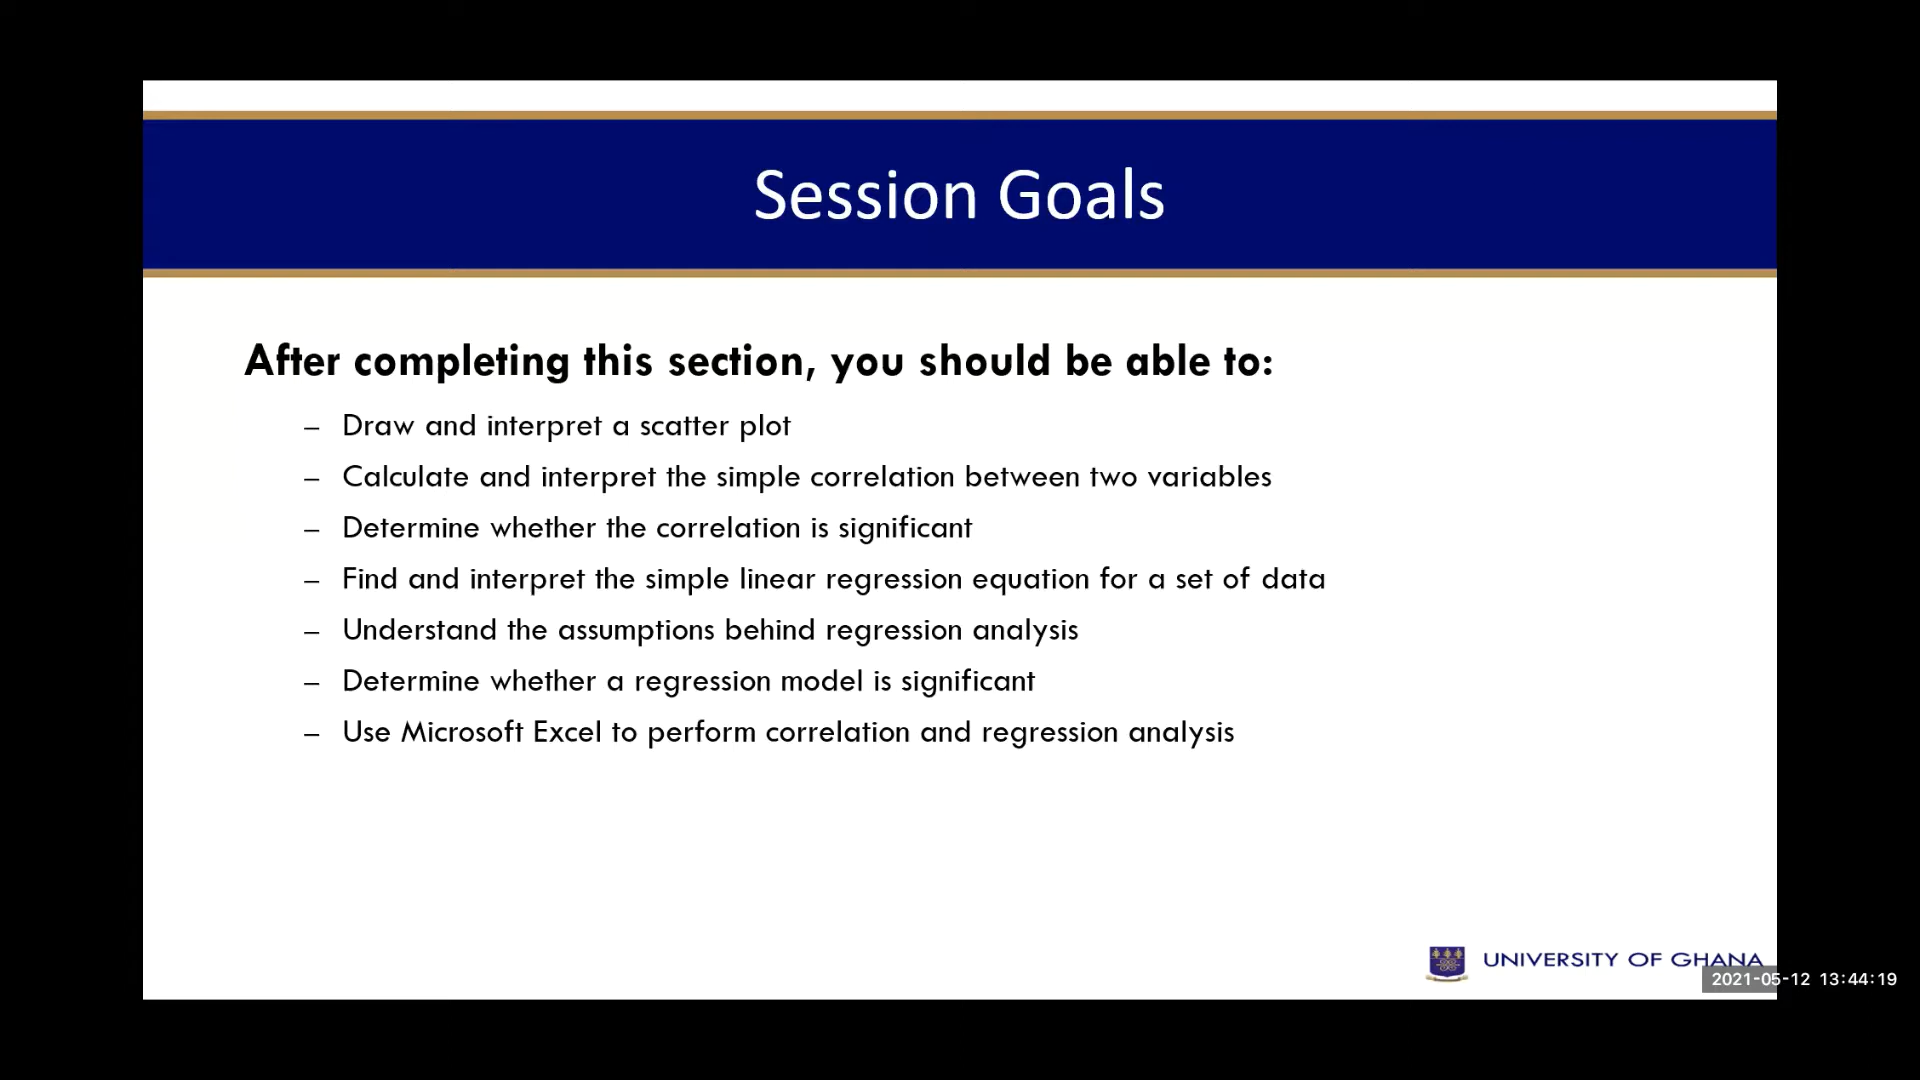 Session Goals
After completing this section, you should be able to:
– Draw and interpret a scatter plot
– Calculate and interpret the simple correlation between two variables
– Determine whether the correlation is significant
– Find and interpret the simple linear regression equation for a set of data
– Understand the assumptions behind regression analysis
– Determine whether a regression model is significant
– Use Microsoft Excel to perform correlation and regression analysis
UNIVERSITY OF GHANA
2021-05-12 13:44:19